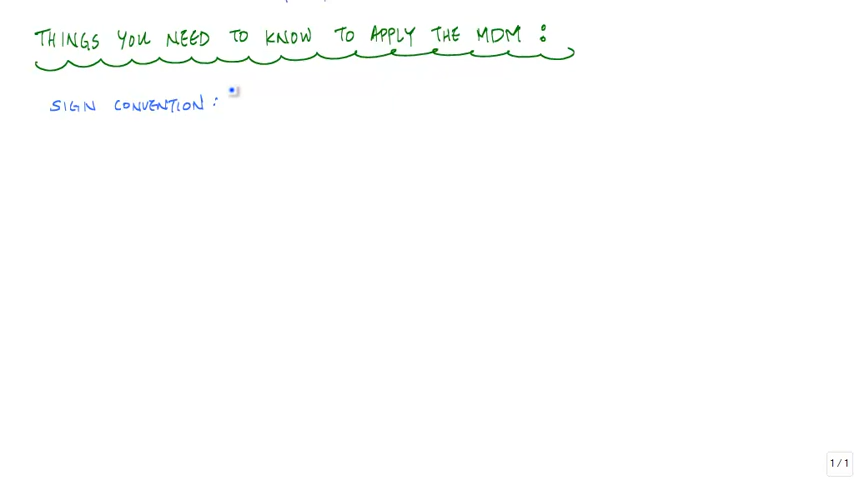 THINGS YOU NEED TO KNOW TO APPLY THE MDM :
SIGN CONVENTION :
1 / 1